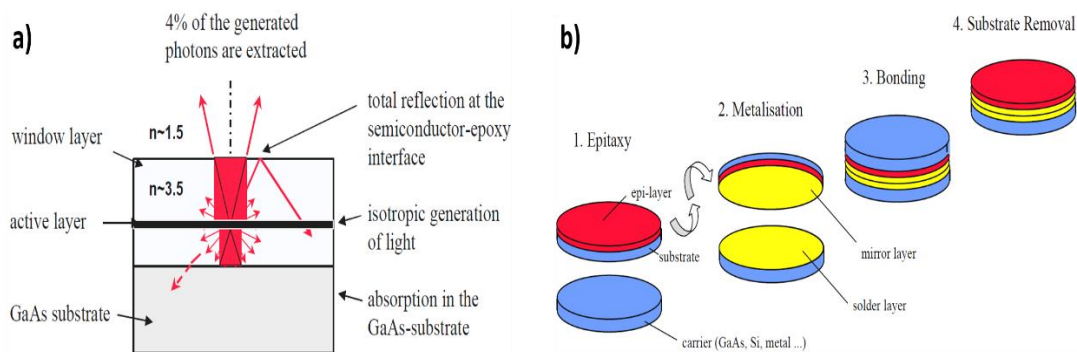 a)
4% of the generated
photons are extracted
window layer
n~1.5
n~3.5
active layer
GaAs substrate
total reflection at the
semiconductor-epoxy
interface
isotropic generation
of light
absorption in the
GaAs-substrate
b)
1. Epitaxy
epi-layer
substrate
carrier (GaAs, Si, metal ...)
2. Metalisation
mirror layer
solder layer
3. Bonding
4. Substrate Removal